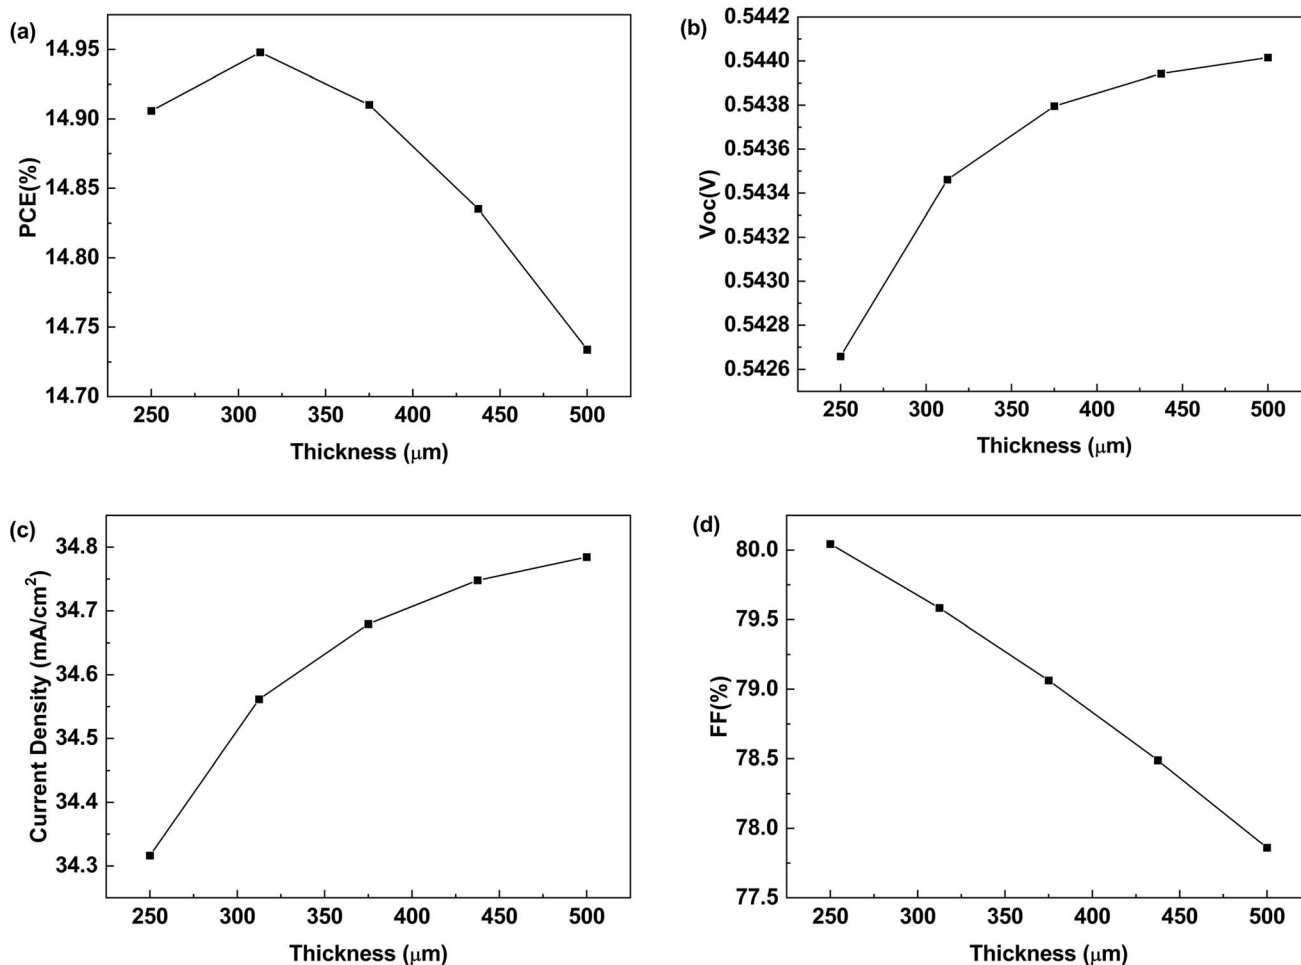 (a)
14.95
14.90
14.85
14.80
14.75
14.70
PCE(%)
250 300 350 400 450 500
Thickness (μm)
(b)
0.5442
0.5440
0.5438
0.5436
0.5434
0.5432
0.5430
0.5428
0.5426
Voc(V)
250 300 350 400 450 500
Thickness (μm)
(c)
34.8
34.7
34.6
34.5
34.4
34.3
Current Density (mA/cm²)
250 300 350 400 450 500
Thickness (μm)
(d)
80.0
79.5
79.0
78.5
78.0
77.5
FF(%)
250 300 350 400 450 500
Thickness (μm)